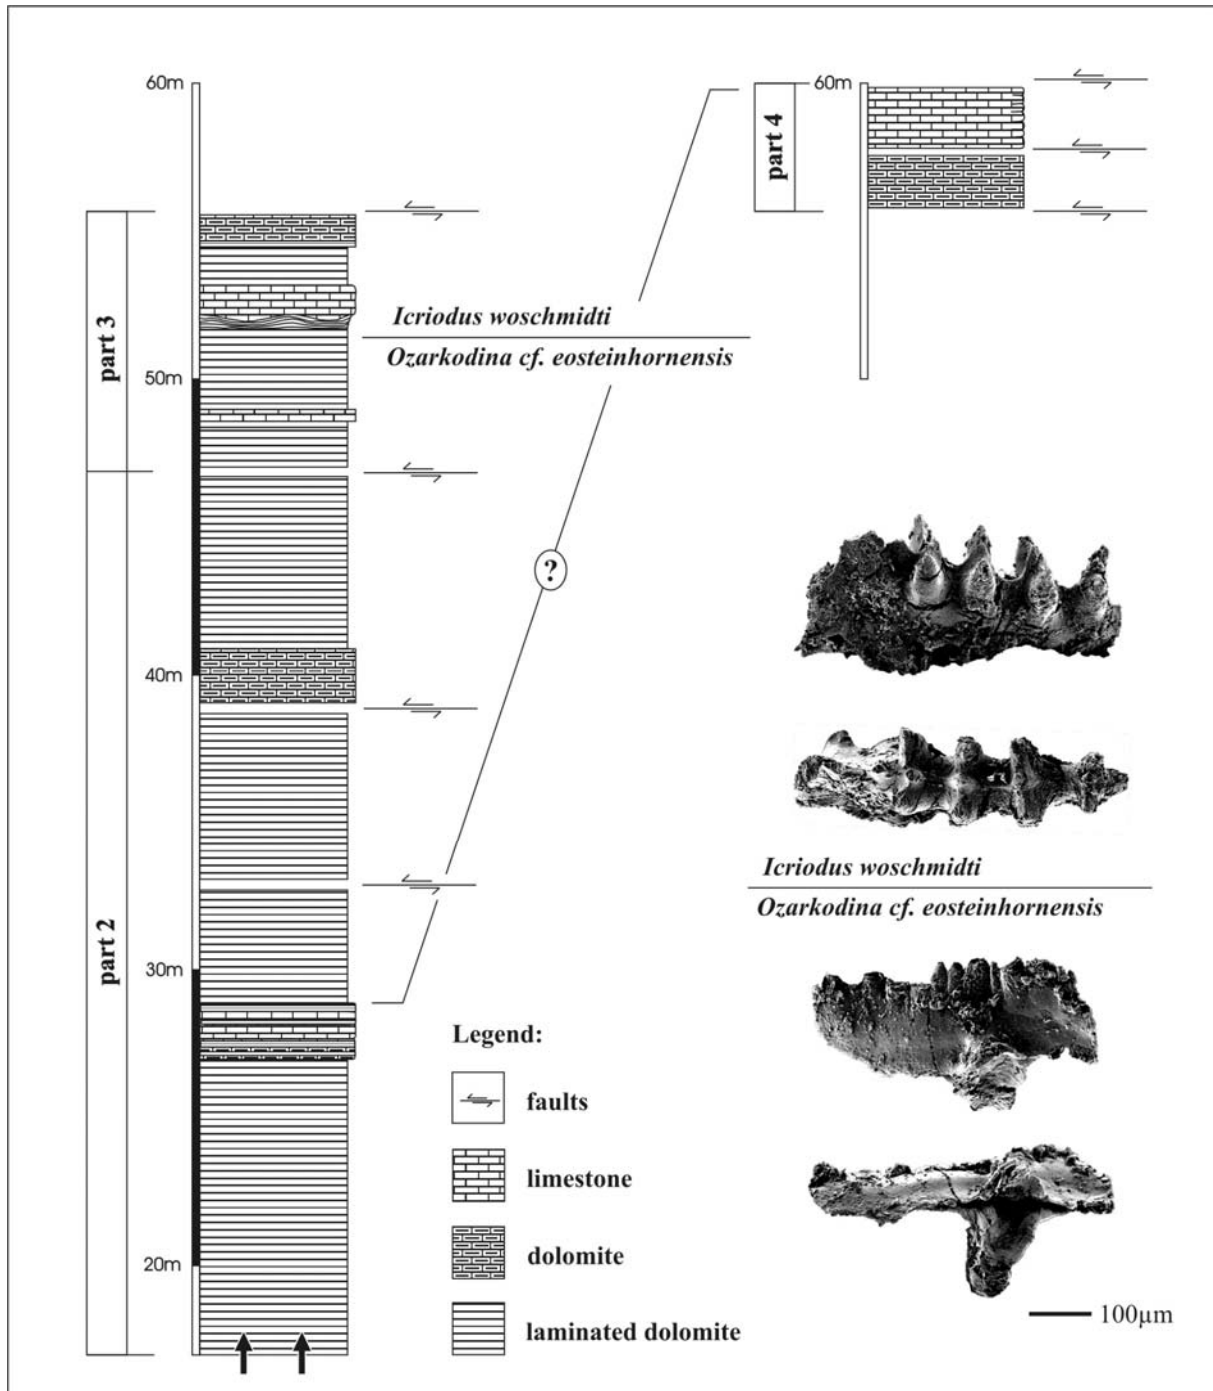 60m
part 3
50m
40m
30m
20m
part 2
Icriodus woschmidti
Ozarkodina cf. eosteinhornensis
?
60m
part 4
Icriodus woschmidti
Ozarkodina cf. eosteinhornensis
100µm
Legend:
faults
limestone
dolomite
laminated dolomite